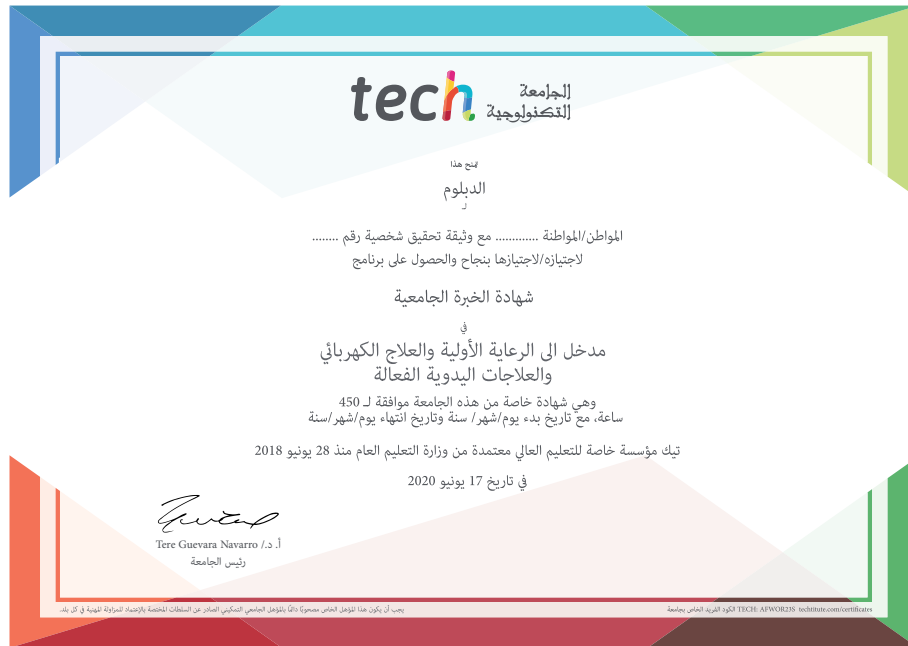 tech الجامعة
التكنولوجية
يمنح هذا
الدبلوم
لـ
المواطن/المواطنة ............. مع وثيقة تحقيق شخصية رقم ........
لاجتيازه/لاجتيازها بنجاح والحصول على برنامج
شهادة الخبرة الجامعية
في
مدخل الى الرعاية الأولية والعلاج الكهربائي
والعلاجات اليدوية الفعالة
وهي شهادة خاصة من هذه الجامعة موافقة لـ 450
ساعة، مع تاريخ بدء يوم/شهر/ سنة وتاريخ انتهاء يوم/شهر/سنة
تيك مؤسسة خاصة للتعليم العالي معتمدة من وزارة التعليم العام منذ 28 يونيو 2018
في تاريخ 17 يونيو 2020
أ. د./ Tere Guevara Navarro
رئيس الجامعة
يجب أن يكون هذا المؤهل الخاص مصحوبًا دائمًا بالمؤهل الجامعي التمكيني الصادر عن السلطات المختصة بالإعتماد للمزاولة المهنية في كل بلد.
الكود الفريد الخاص بجامعة TECH: AFWOR23S techtitute.com/certificates